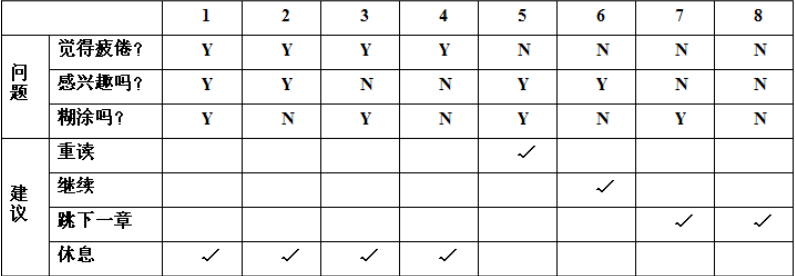 1 2 3 4 5 6 7 8
问题 觉得疲倦? Y Y Y Y N N N N
感兴趣吗? Y Y N N Y Y N N
糊涂吗? Y N Y N Y N Y N
建议 重读 ✓
继续 ✓
跳下一章 ✓ ✓
休息 ✓ ✓ ✓ ✓